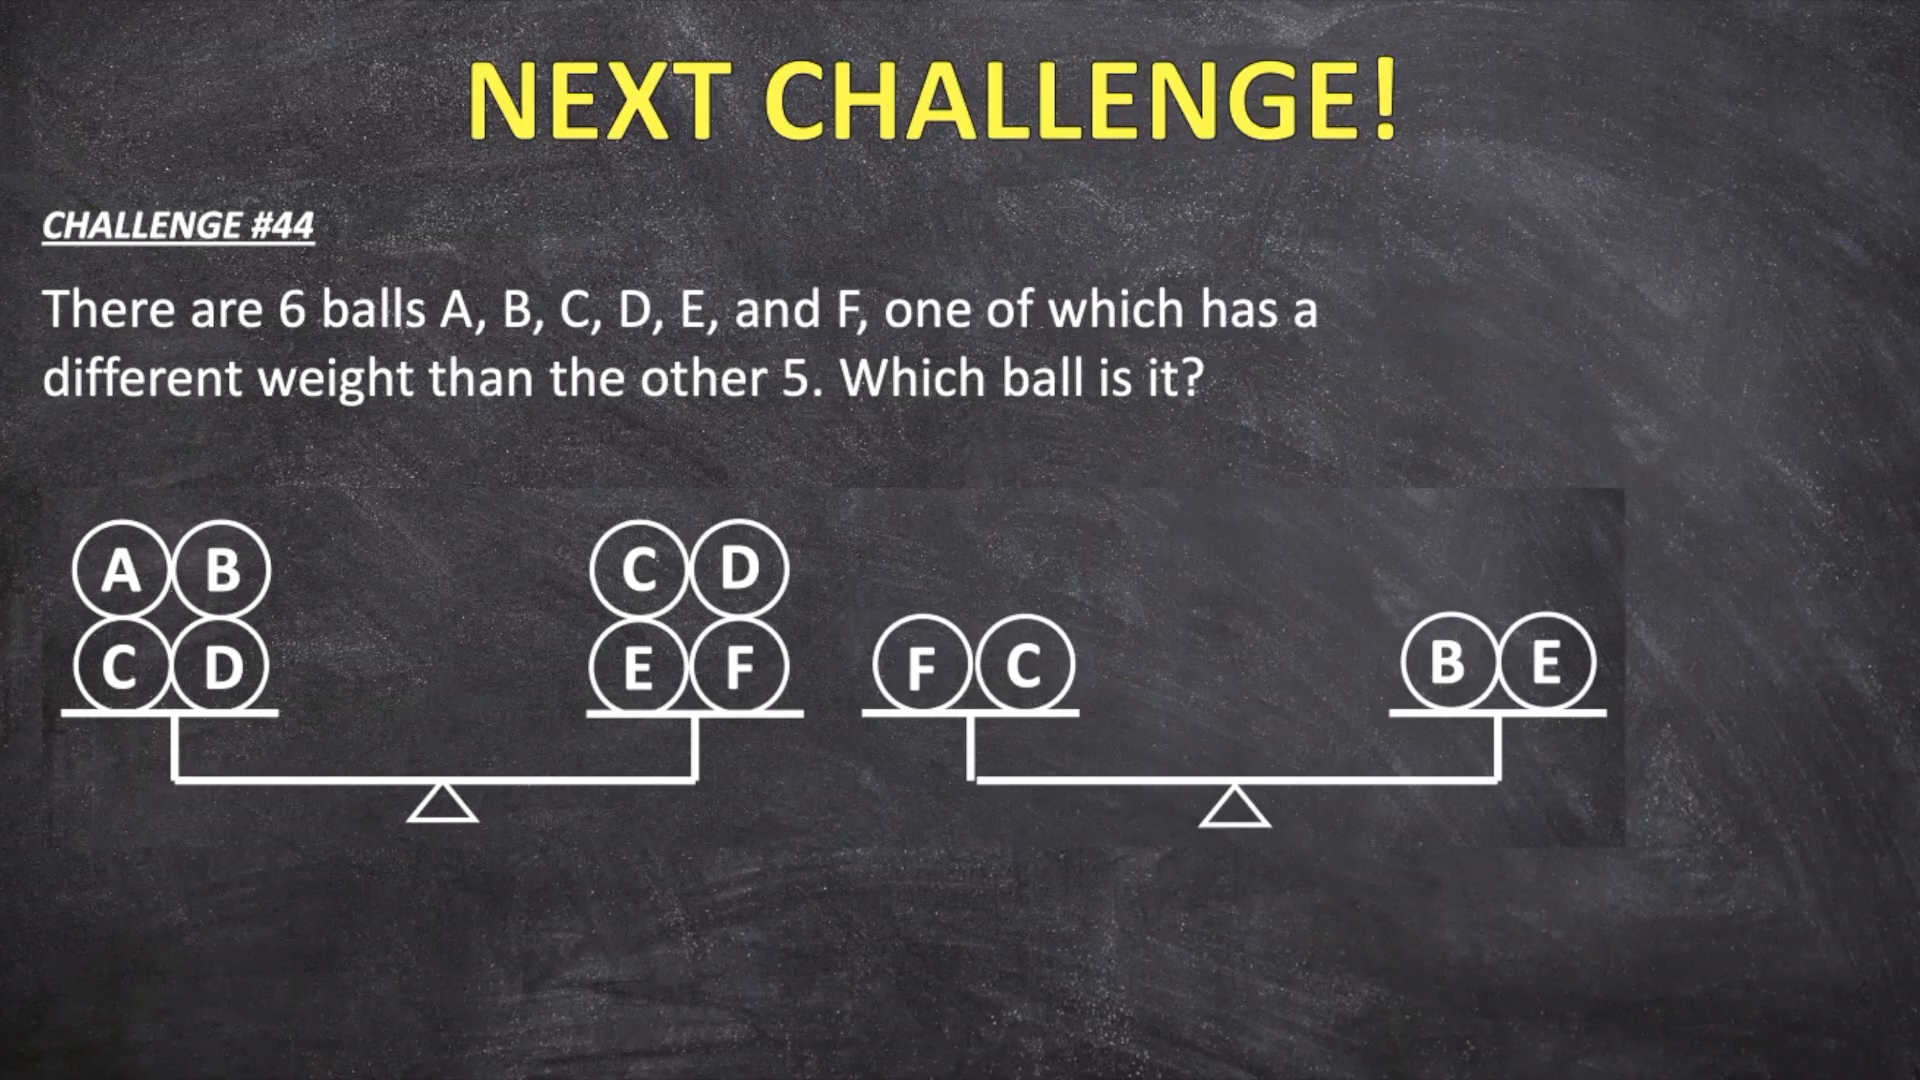 NEXT CHALLENGE!
CHALLENGE #44
There are 6 balls A, B, C, D, E, and F, one of which has a
different weight than the other 5. Which ball is it?
A B C D
C D E F F C B E